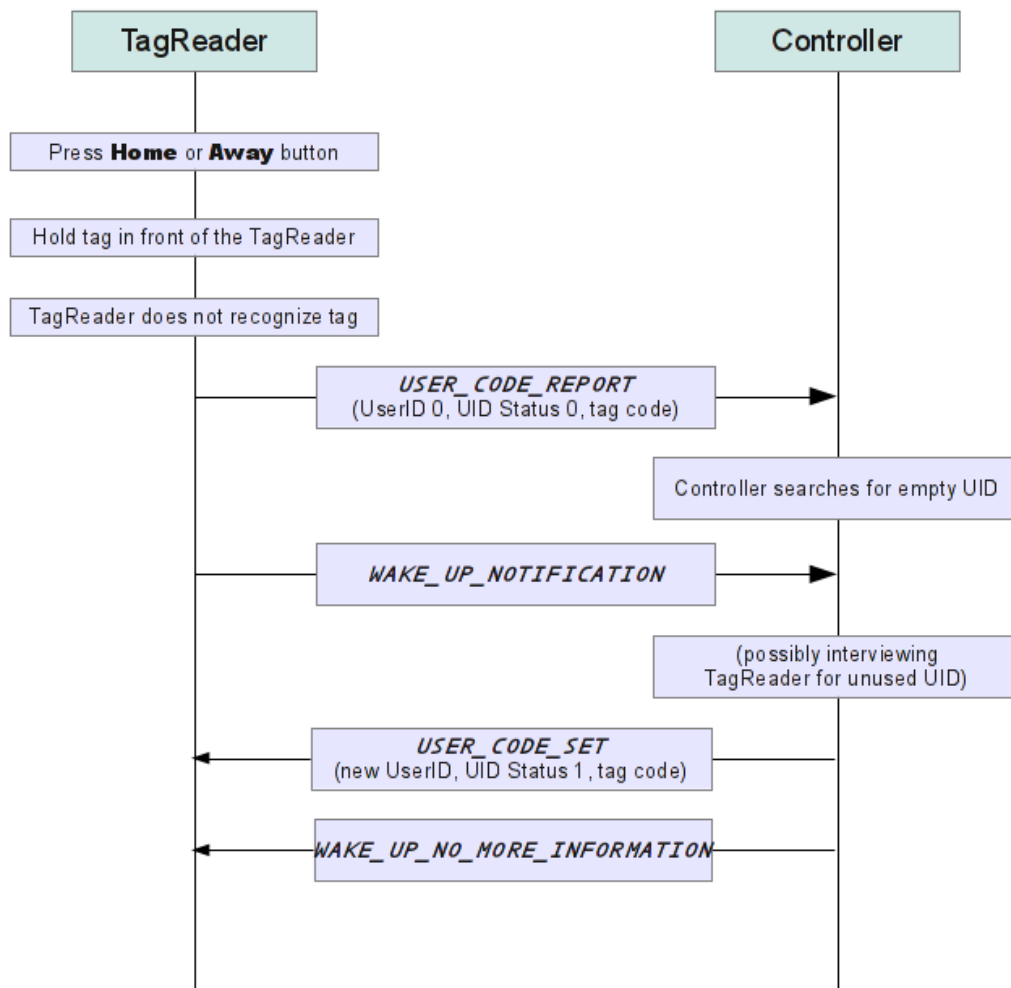 TagReader
Controller
Press Home or Away button
Hold tag in front of the TagReader
TagReader does not recognize tag
USER_CODE_REPORT
(UserID 0, UID Status 0, tag code)
Controller searches for empty UID
WAKE_UP_NOTIFICATION
(possibly interviewing
TagReader for unused UID)
USER_CODE_SET
(new UserID, UID Status 1, tag code)
WAKE_UP_NO_MORE_INFORMATION